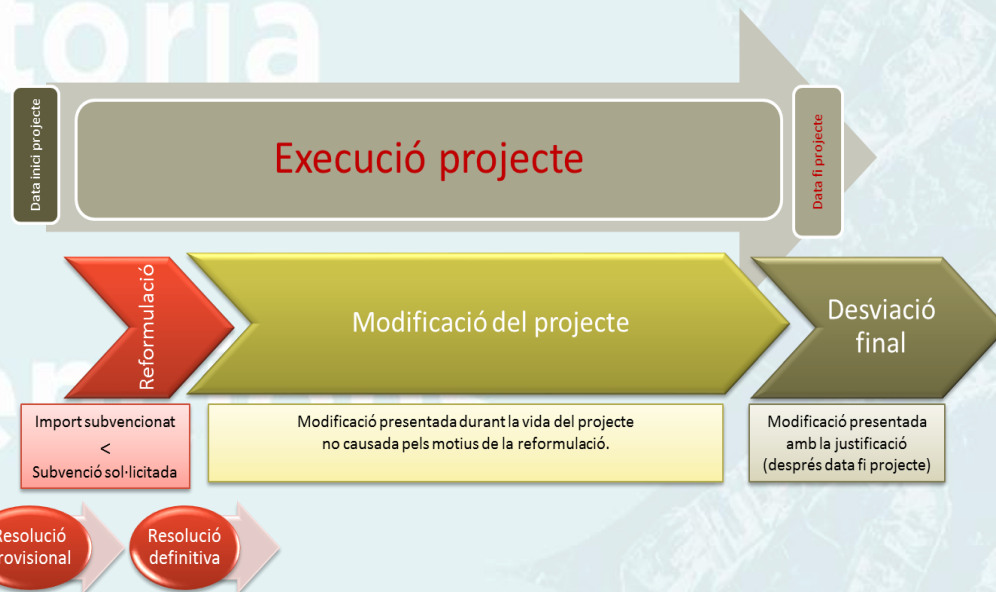 toria
Data inici projecte
Execució projecte
Data fi projecte
Reformulació
Modificació del projecte
Desviació
final
Import subvencionat
<
Subvenció sol·licitada
Modificació presentada durant la vida del projecte
no causada pels motius de la reformulació.
Modificació presentada
amb la justificació
(després data fi projecte)
Resolució
rovisional
Resolució
definitiva